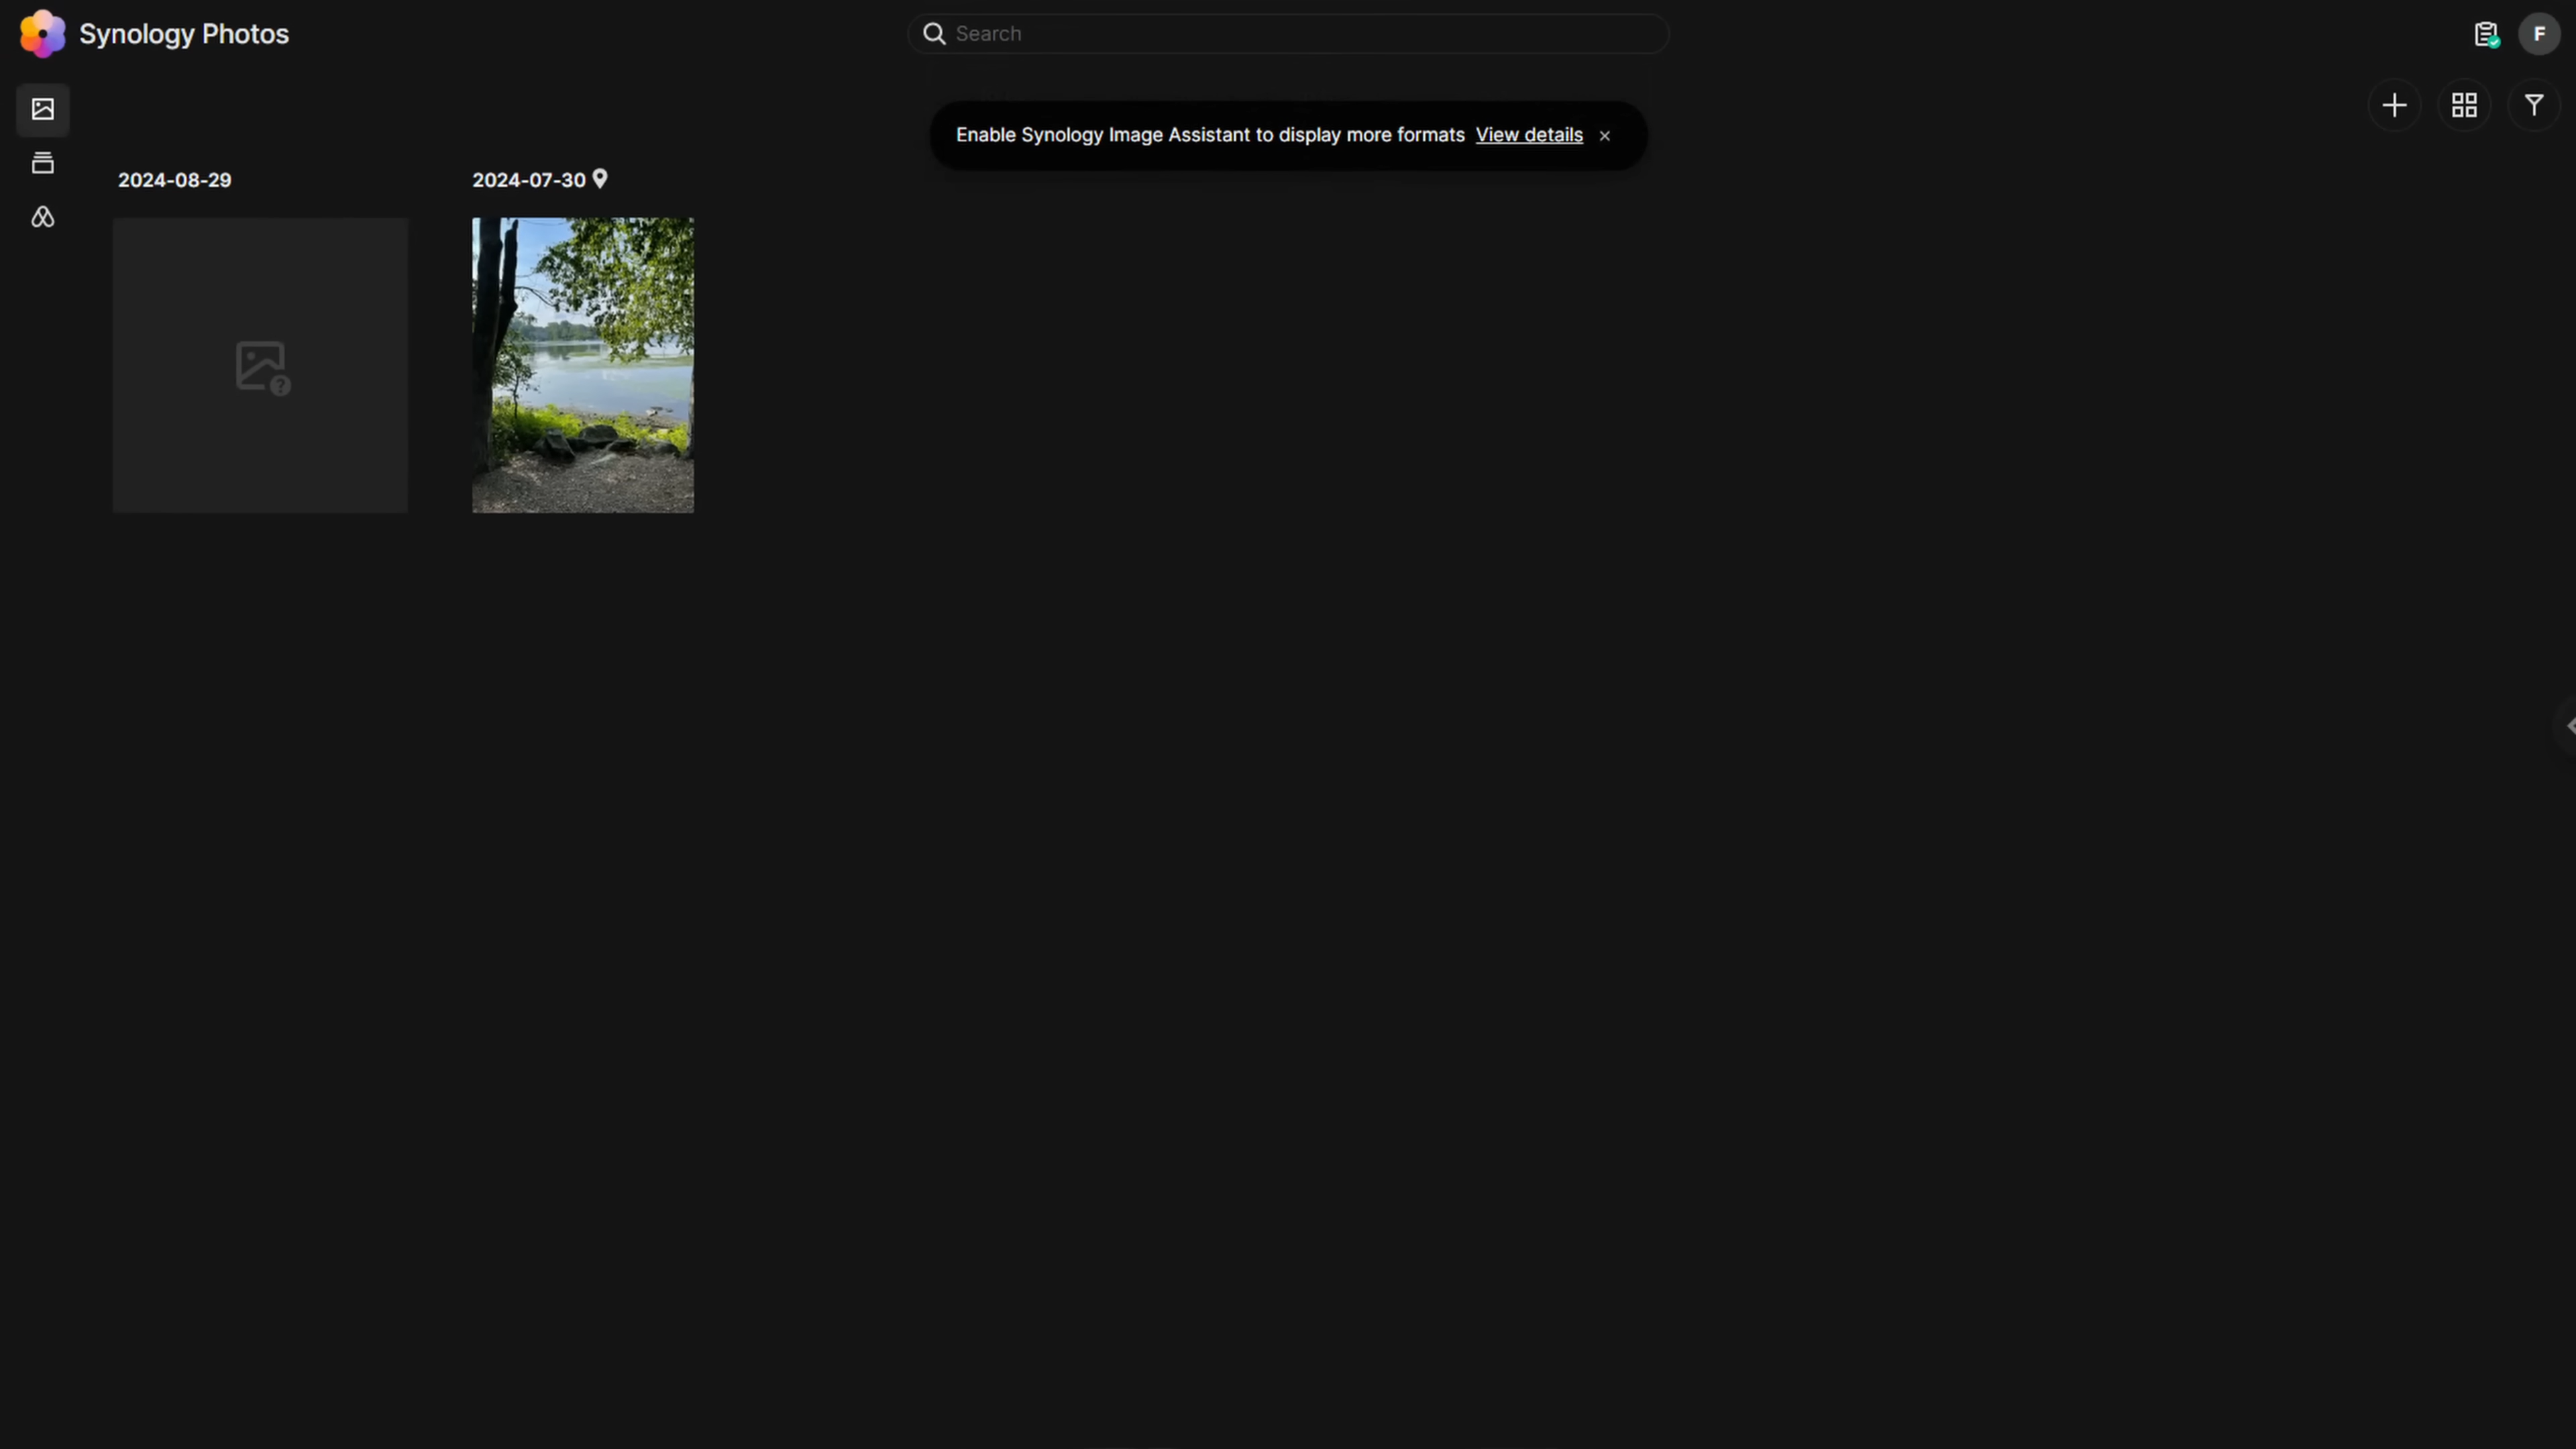 Synology Photos
Search
F
Enable Synology Image Assistant to display more formats View details
2024-08-29
2024-07-30